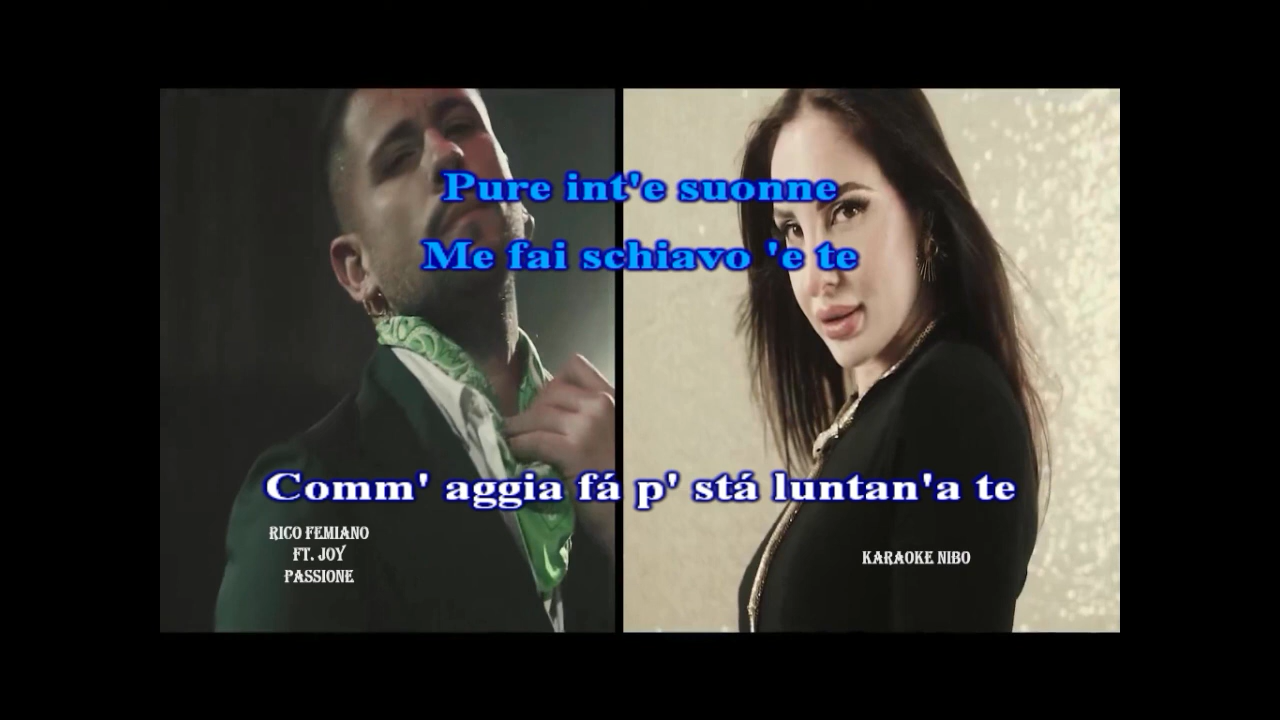 Pure int'e suonne
Me fai schiavo 'e te
Comm' aggia fá p' stá luntan'a te
RICO FEMIANO
FT. JOY
PASSIONE
KARAOKE NIBO